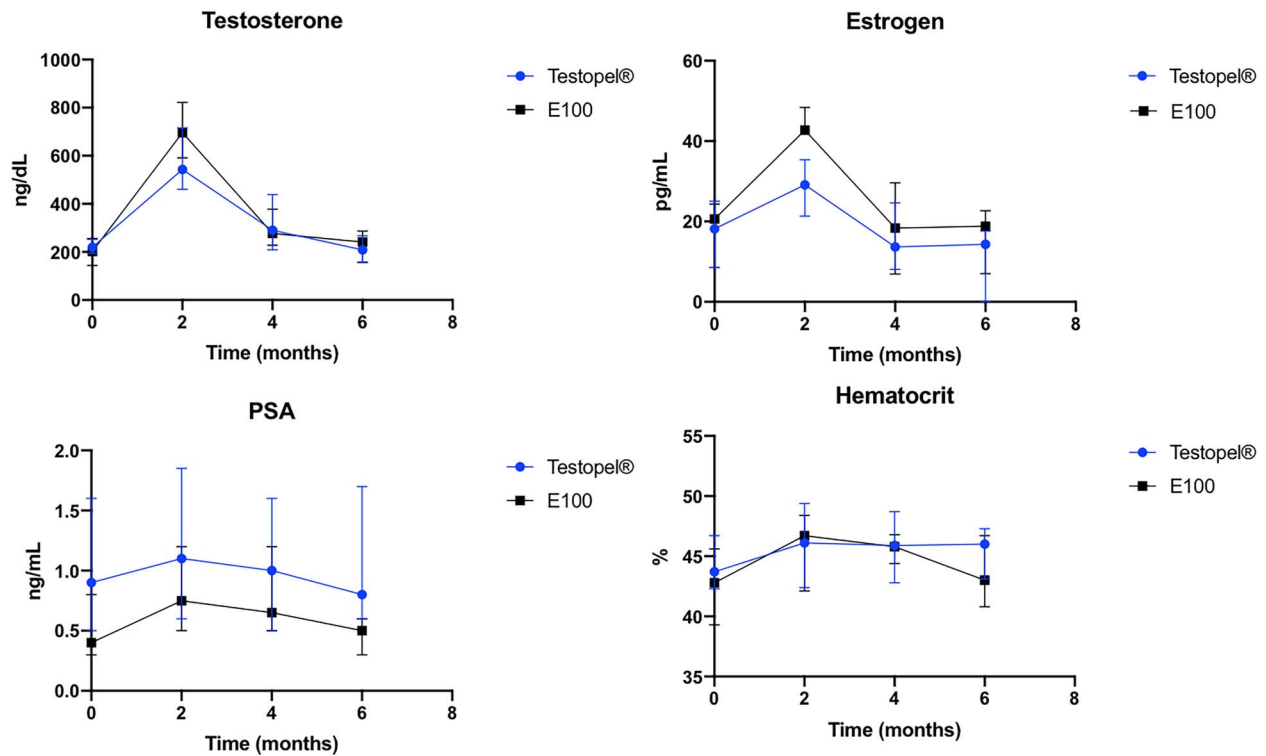 Testosterone
1000
800
600
400
200
0
ng/dL
0 2 4 6 8
Time (months)
Testopel®
E100
Estrogen
60
40
20
0
pg/mL
0 2 4 6 8
Time (months)
Testopel®
E100
PSA
2.0
1.5
1.0
0.5
0.0
ng/mL
0 2 4 6 8
Time (months)
Testopel®
E100
Hematocrit
55
50
45
40
35
%
0 2 4 6 8
Time (months)
Testopel®
E100